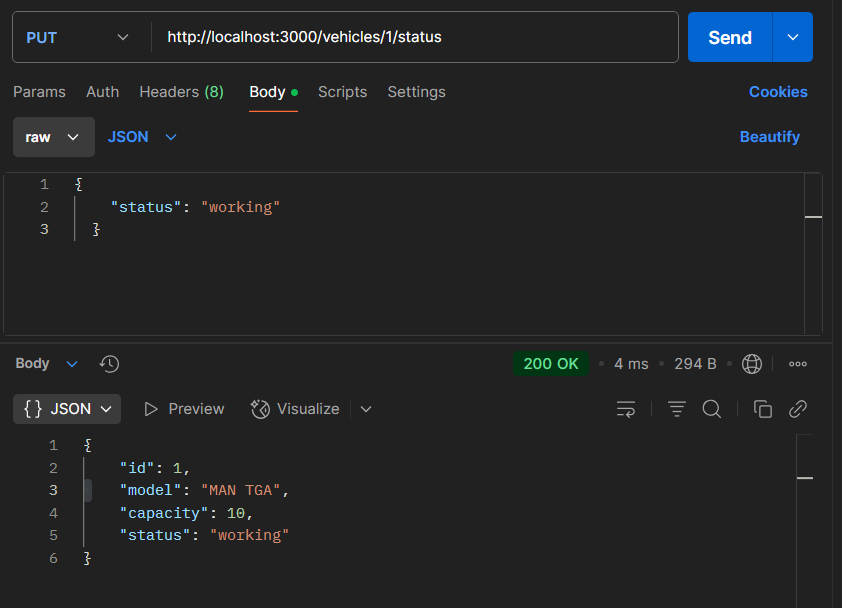 PUT http://localhost:3000/vehicles/1/status Send
Params Auth Headers (8) Body Scripts Settings Cookies
raw JSON Beautify
1 {
2 "status": "working"
3 }
Body 200 OK • 4 ms • 294 B •
{} JSON Preview Visualize
1 {
2 "id": 1,
3 "model": "MAN TGA",
4 "capacity": 10,
5 "status": "working"
6 }